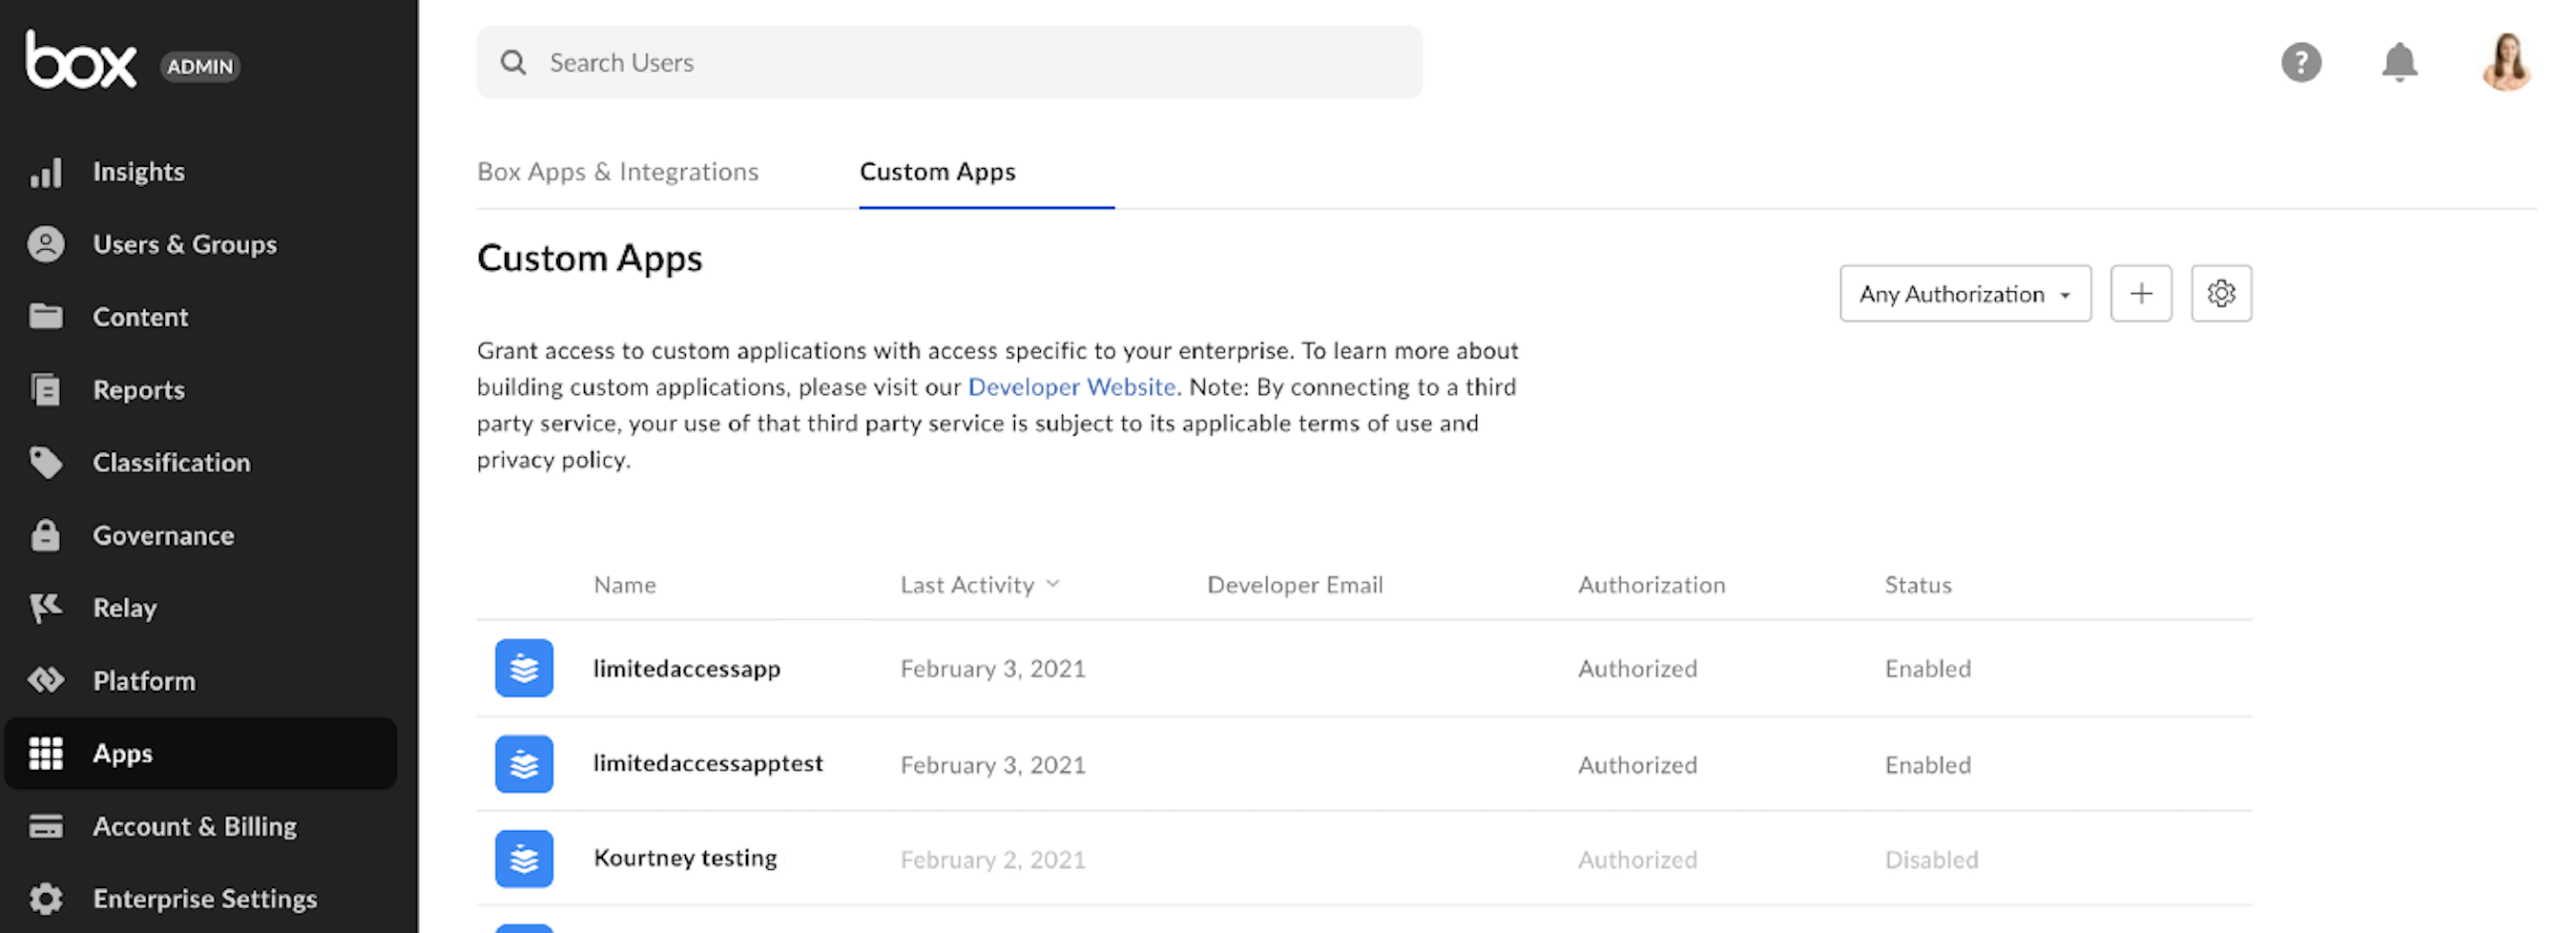 box ADMIN
Search Users
?
Insights
Users & Groups
Content
Reports
Classification
Governance
Relay
Platform
Apps
Account & Billing
Enterprise Settings
Box Apps & Integrations Custom Apps
Custom Apps
Any Authorization
Grant access to custom applications with access specific to your enterprise. To learn more about
building custom applications, please visit our Developer Website. Note: By connecting to a third
party service, your use of that third party service is subject to its applicable terms of use and
privacy policy.
Name Last Activity Developer Email Authorization Status
limitedaccessapp February 3, 2021 Authorized Enabled
limitedaccessapptest February 3, 2021 Authorized Enabled
Kourtney testing February 2, 2021 Authorized Disabled